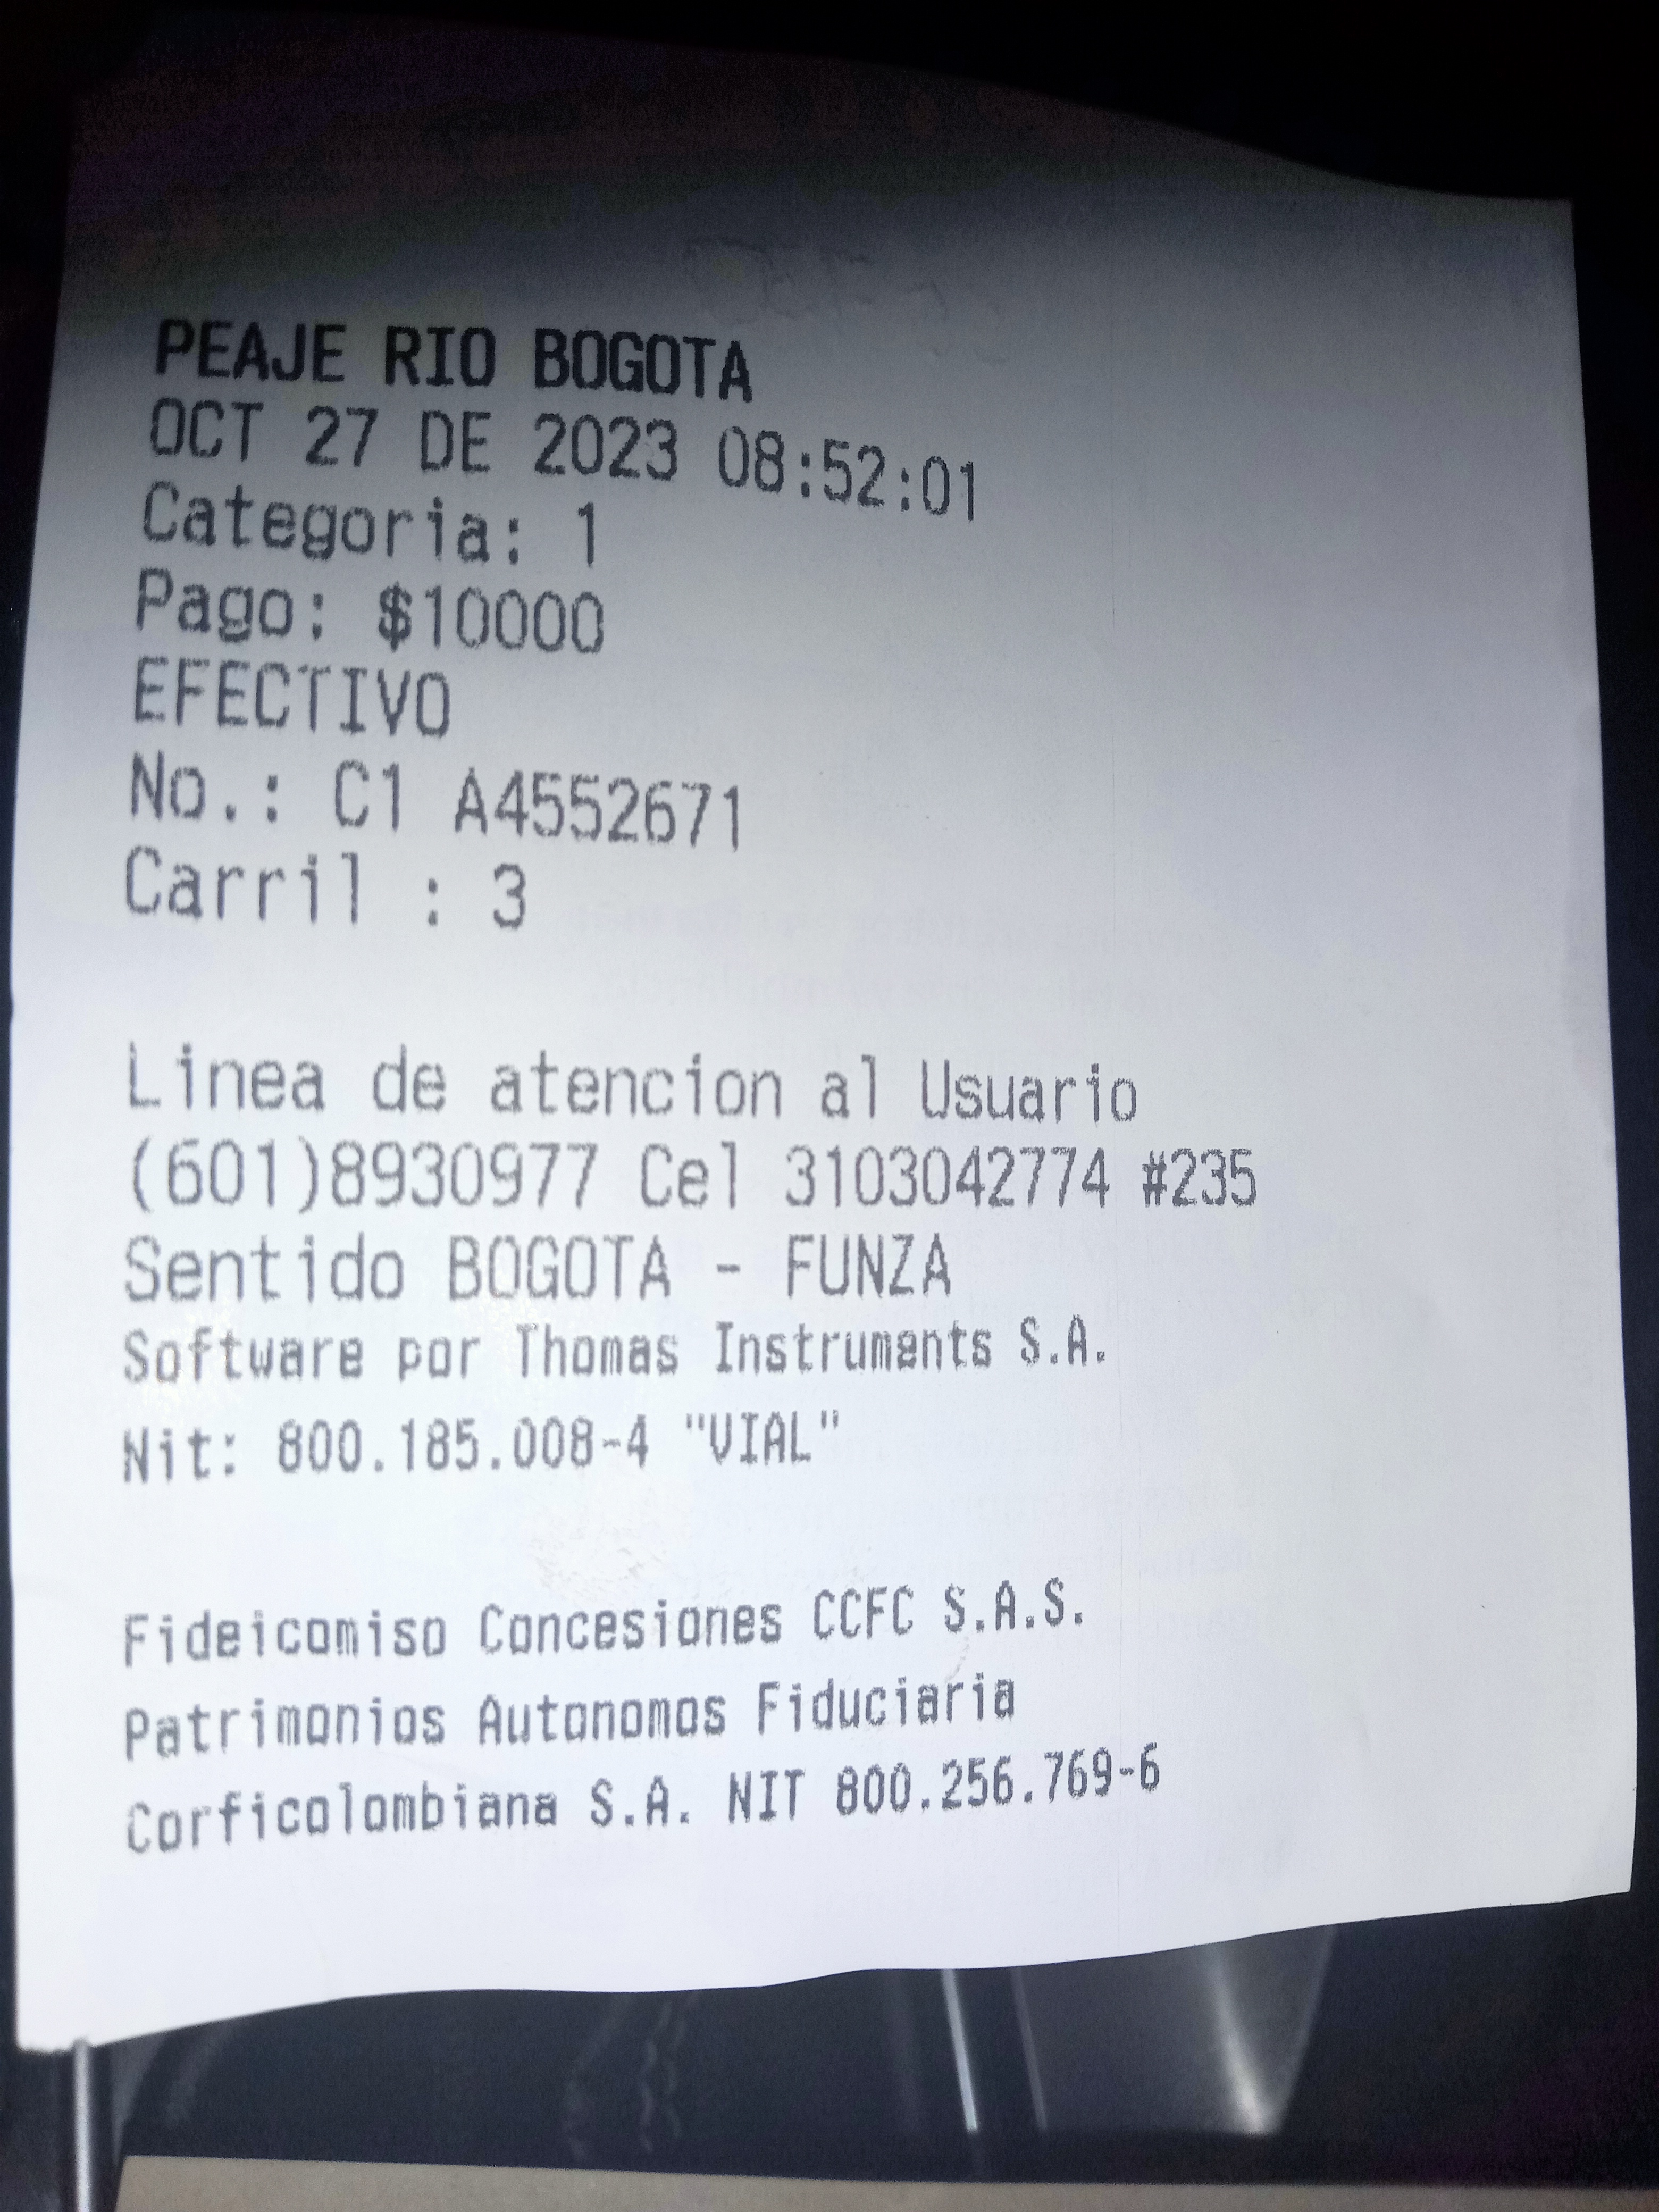 PEAJE RIO BOGOTA
OCT 27 DE 2023 08:52:01
Categoria: 1
Pago: $10000
EFECTIVO
No.: C1 A4552671
Carril : 3
Linea de atencion al Usuario
(601)8930977 Cel 3103042774 #235
Sentido BOGOTA - FUNZA
Software por Thomas Instruments S.A.
Nit: 800.185.008-4 "VIAL"
Fideicomiso Concesiones CCFC S.A.S.
Patrimonios Autonomos Fiduciaria
Corficolombiana S.A. NIT 800.256.769-6